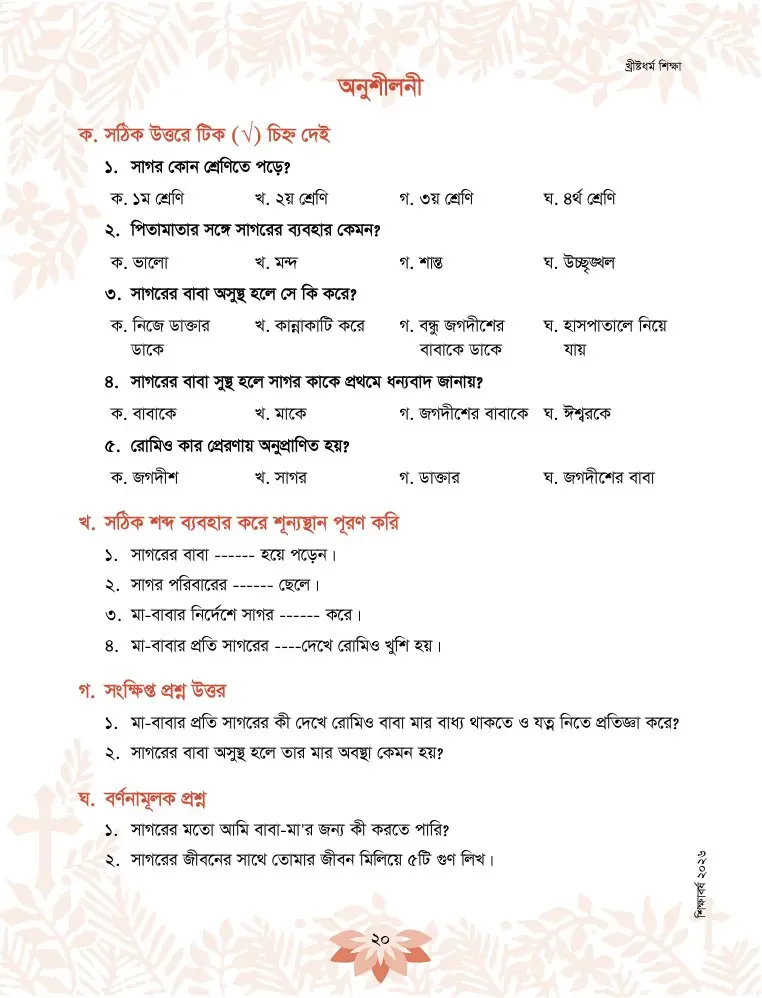 খ্রীষ্টধর্ম শিক্ষা
অনুশীলনী
ক. সঠিক উত্তরে টিক (√) চিহ্ন দেই
১. সাগর কোন শ্রেণিতে পড়ে?
ক. ১ম শ্রেণি খ. ২য় শ্রেণি গ. ৩য় শ্রেণি ঘ. ৪র্থ শ্রেণি
২. পিতামাতার সঙ্গে সাগরের ব্যবহার কেমন?
ক. ভালো খ. মন্দ গ. শান্ত ঘ. উচ্ছৃঙ্খল
৩. সাগরের বাবা অসুস্থ হলে সে কি করে?
ক. নিজে ডাক্তার খ. কান্নাকাটি করে গ. বন্ধু জগদীশের ঘ. হাসপাতালে নিয়ে
ডাকে বাবাকে ডাকে যায়
৪. সাগরের বাবা সুস্থ হলে সাগর কাকে প্রথমে ধন্যবাদ জানায়?
ক. বাবাকে খ. মাকে গ. জগদীশের বাবাকে ঘ. ঈশ্বরকে
৫. রোমিও কার প্রেরণায় অনুপ্রাণিত হয়?
ক. জগদীশ খ. সাগর গ. ডাক্তার ঘ. জগদীশের বাবা
খ. সঠিক শব্দ ব্যবহার করে শূন্যস্থান পূরণ করি
১. সাগরের বাবা ------ হয়ে পড়েন।
২. সাগর পরিবারের ------ ছেলে।
৩. মা-বাবার নির্দেশে সাগর ------ করে।
৪. মা-বাবার প্রতি সাগরের ----দেখে রোমিও খুশি হয়।
গ. সংক্ষিপ্ত প্রশ্ন উত্তর
১. মা-বাবার প্রতি সাগরের কী দেখে রোমিও বাবা মার বাধ্য থাকতে ও যত্ন নিতে প্রতিজ্ঞা করে?
২. সাগরের বাবা অসুস্থ হলে তার মার অবস্থা কেমন হয়?
ঘ. বর্ণনামূলক প্রশ্ন
১. সাগরের মতো আমি বাবা-মা'র জন্য কী করতে পারি?
২. সাগরের জীবনের সাথে তোমার জীবন মিলিয়ে ৫টি গুণ লিখ।
শিক্ষাবর্ষ ২০২৬
২০